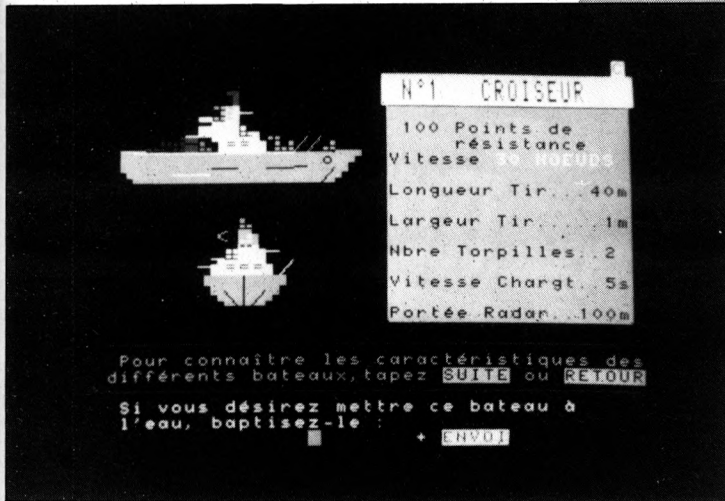 N°1 CROISEUR
100 Points de
résistance
Vitesse 30 NOEUDS
Longueur Tir....40m
Largeur Tir.....1m
Nbre Torpilles..2
Vitesse Chargt..5s
Portée Radar...100m
Pour connaître les caractéristiques des
différents bateaux,tapez SUITE ou RETOUR
Si vous désirez mettre ce bateau à
l'eau, baptisez-le :
+ ENVOI